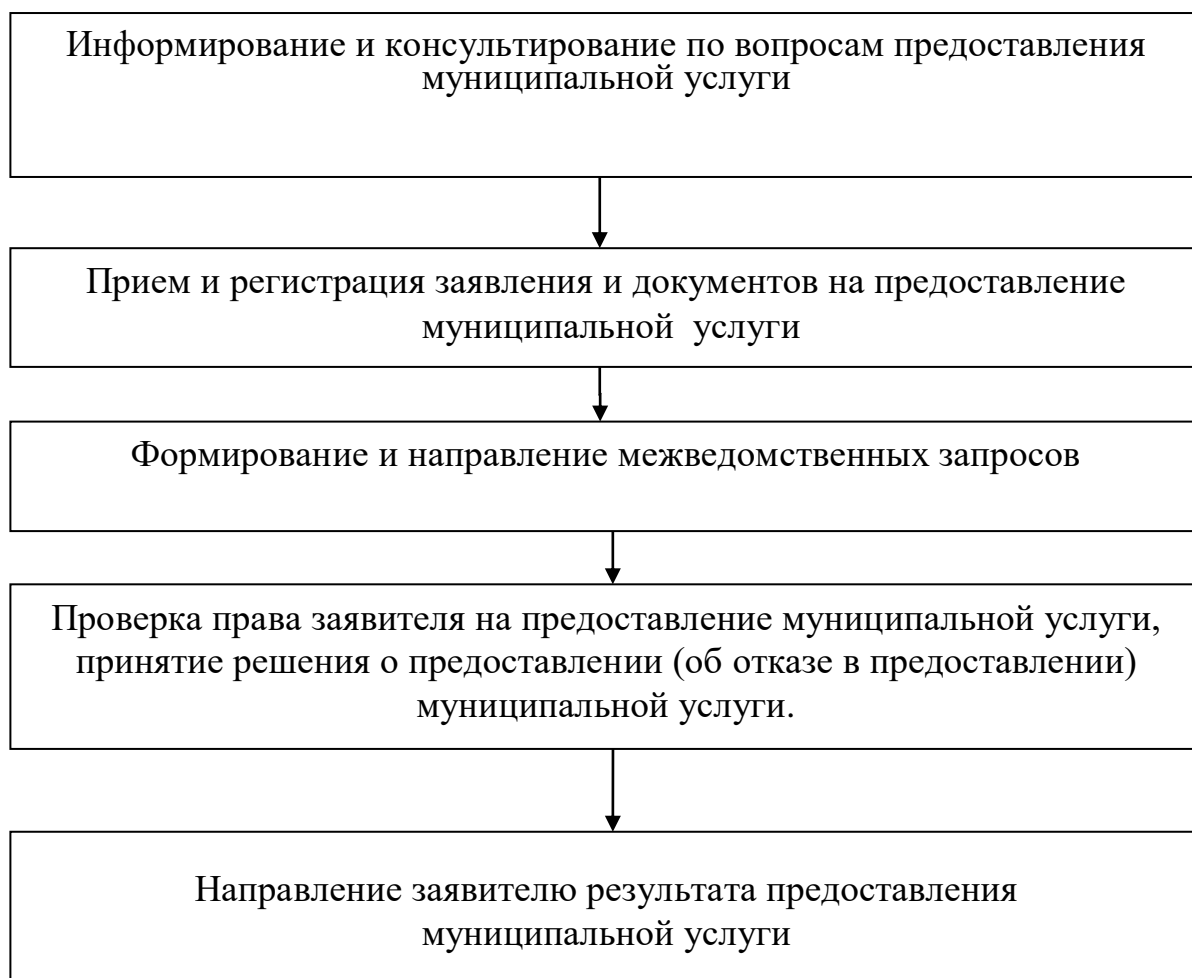 Информирование и консультирование по вопросам предоставления
муниципальной услуги
Прием и регистрация заявления и документов на предоставление
муниципальной услуги
Формирование и направление межведомственных запросов
Проверка права заявителя на предоставление муниципальной услуги,
принятие решения о предоставлении (об отказе в предоставлении)
муниципальной услуги.
Направление заявителю результата предоставления
муниципальной услуги